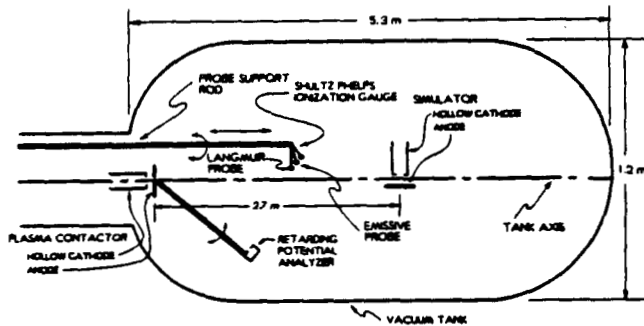 5.3 m
PROBE SUPPORT
ROD
SHULTZ PHELPS
IONIZATION GAUGE
SIMULATOR
HOLLOW CATHODE
ANODE
LANGMUIR
PROBE
1.2 m
2.7 m
EMISSIVE
PROBE
TANK AXIS
PLASMA CONTACTOR
HOLLOW CATHODE
ANODE
RETARDING
POTENTIAL
ANALYZER
VACUUM TANK